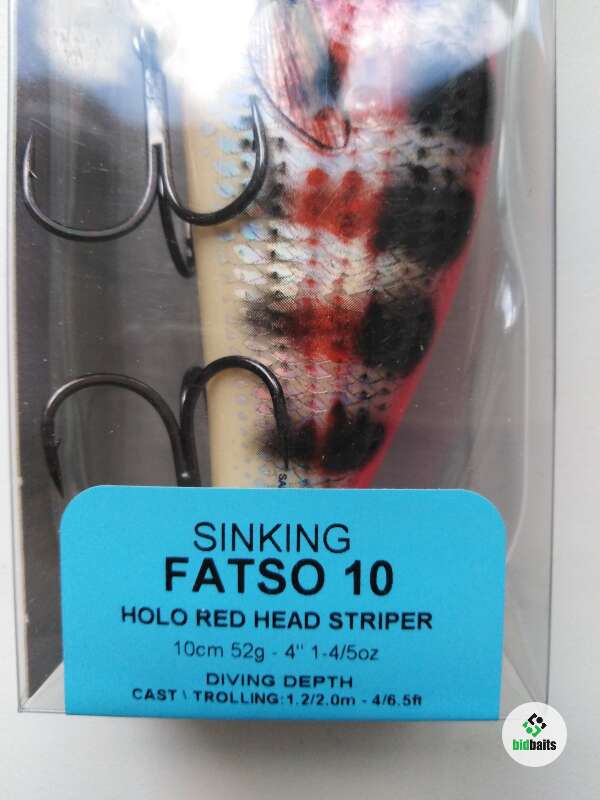 SA
SINKING
FATSO 10
HOLO RED HEAD STRIPER
10cm 52g - 4" 1-4/5oz
DIVING DEPTH
CAST \ TROLLING:1.2/2.0m - 4/6.5ft
bidbaits